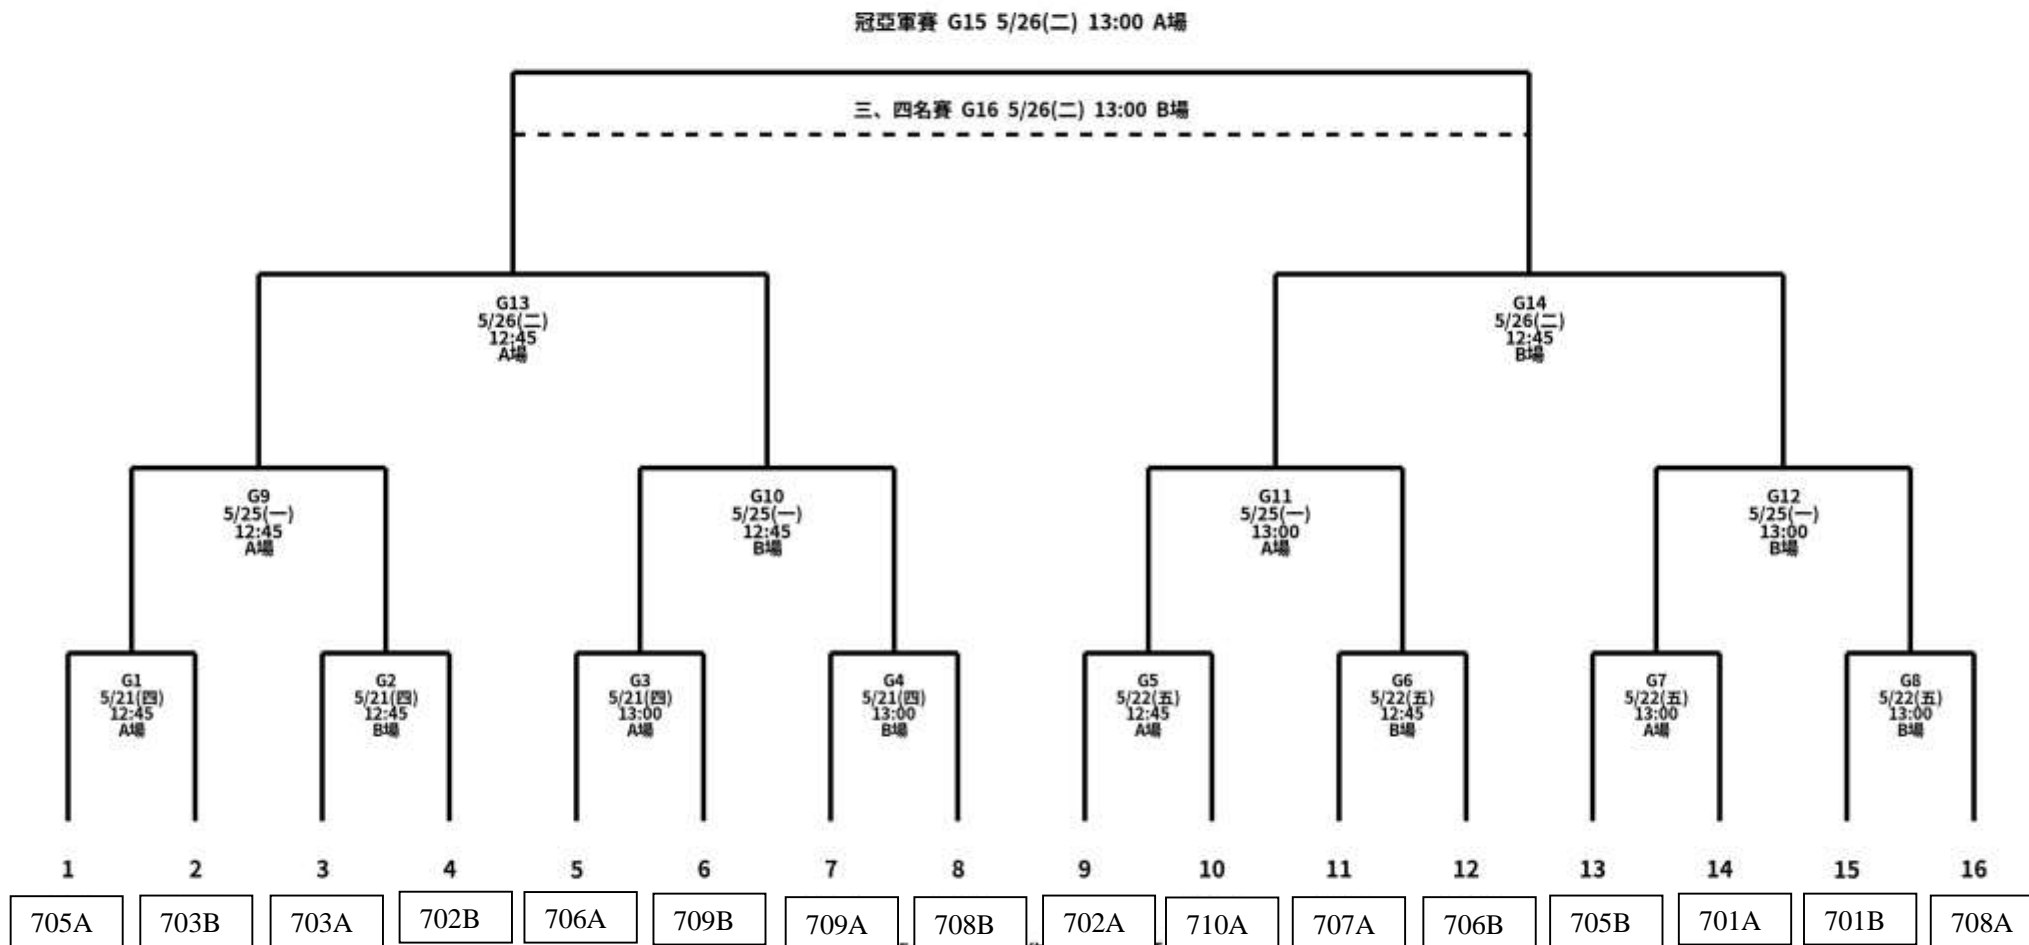 冠亞軍賽 G15 5/26(二) 13:00 A場
三、四名賽 G16 5/26(二) 13:00 B場
G13
5/26(二)
12:45
A場
G14
5/26(二)
12:45
B場
G9
5/25(一)
12:45
A場
G10
5/25(一)
12:45
B場
G11
5/25(一)
13:00
A場
G12
5/25(一)
13:00
B場
G1
5/21(四)
12:45
A場
G2
5/21(四)
12:45
B場
G3
5/21(四)
13:00
A場
G4
5/21(四)
13:00
B場
G5
5/22(五)
12:45
A場
G6
5/22(五)
12:45
B場
G7
5/22(五)
13:00
A場
G8
5/22(五)
13:00
B場
1 2 3 4 5 6 7 8 9 10 11 12 13 14 15 16
705A 703B 703A 702B 706A 709B 709A 708B 702A 710A 707A 706B 705B 701A 701B 708A